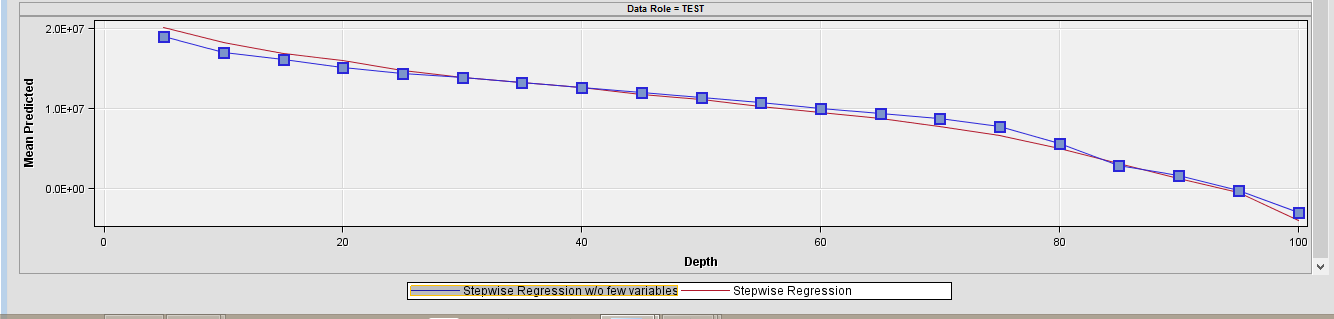 Data Role = TEST
2.0E+07
1.0E+07
0.0E+00
Mean Predicted
0 20 40 60 80 100
Depth
Stepwise Regression w/o few variables Stepwise Regression